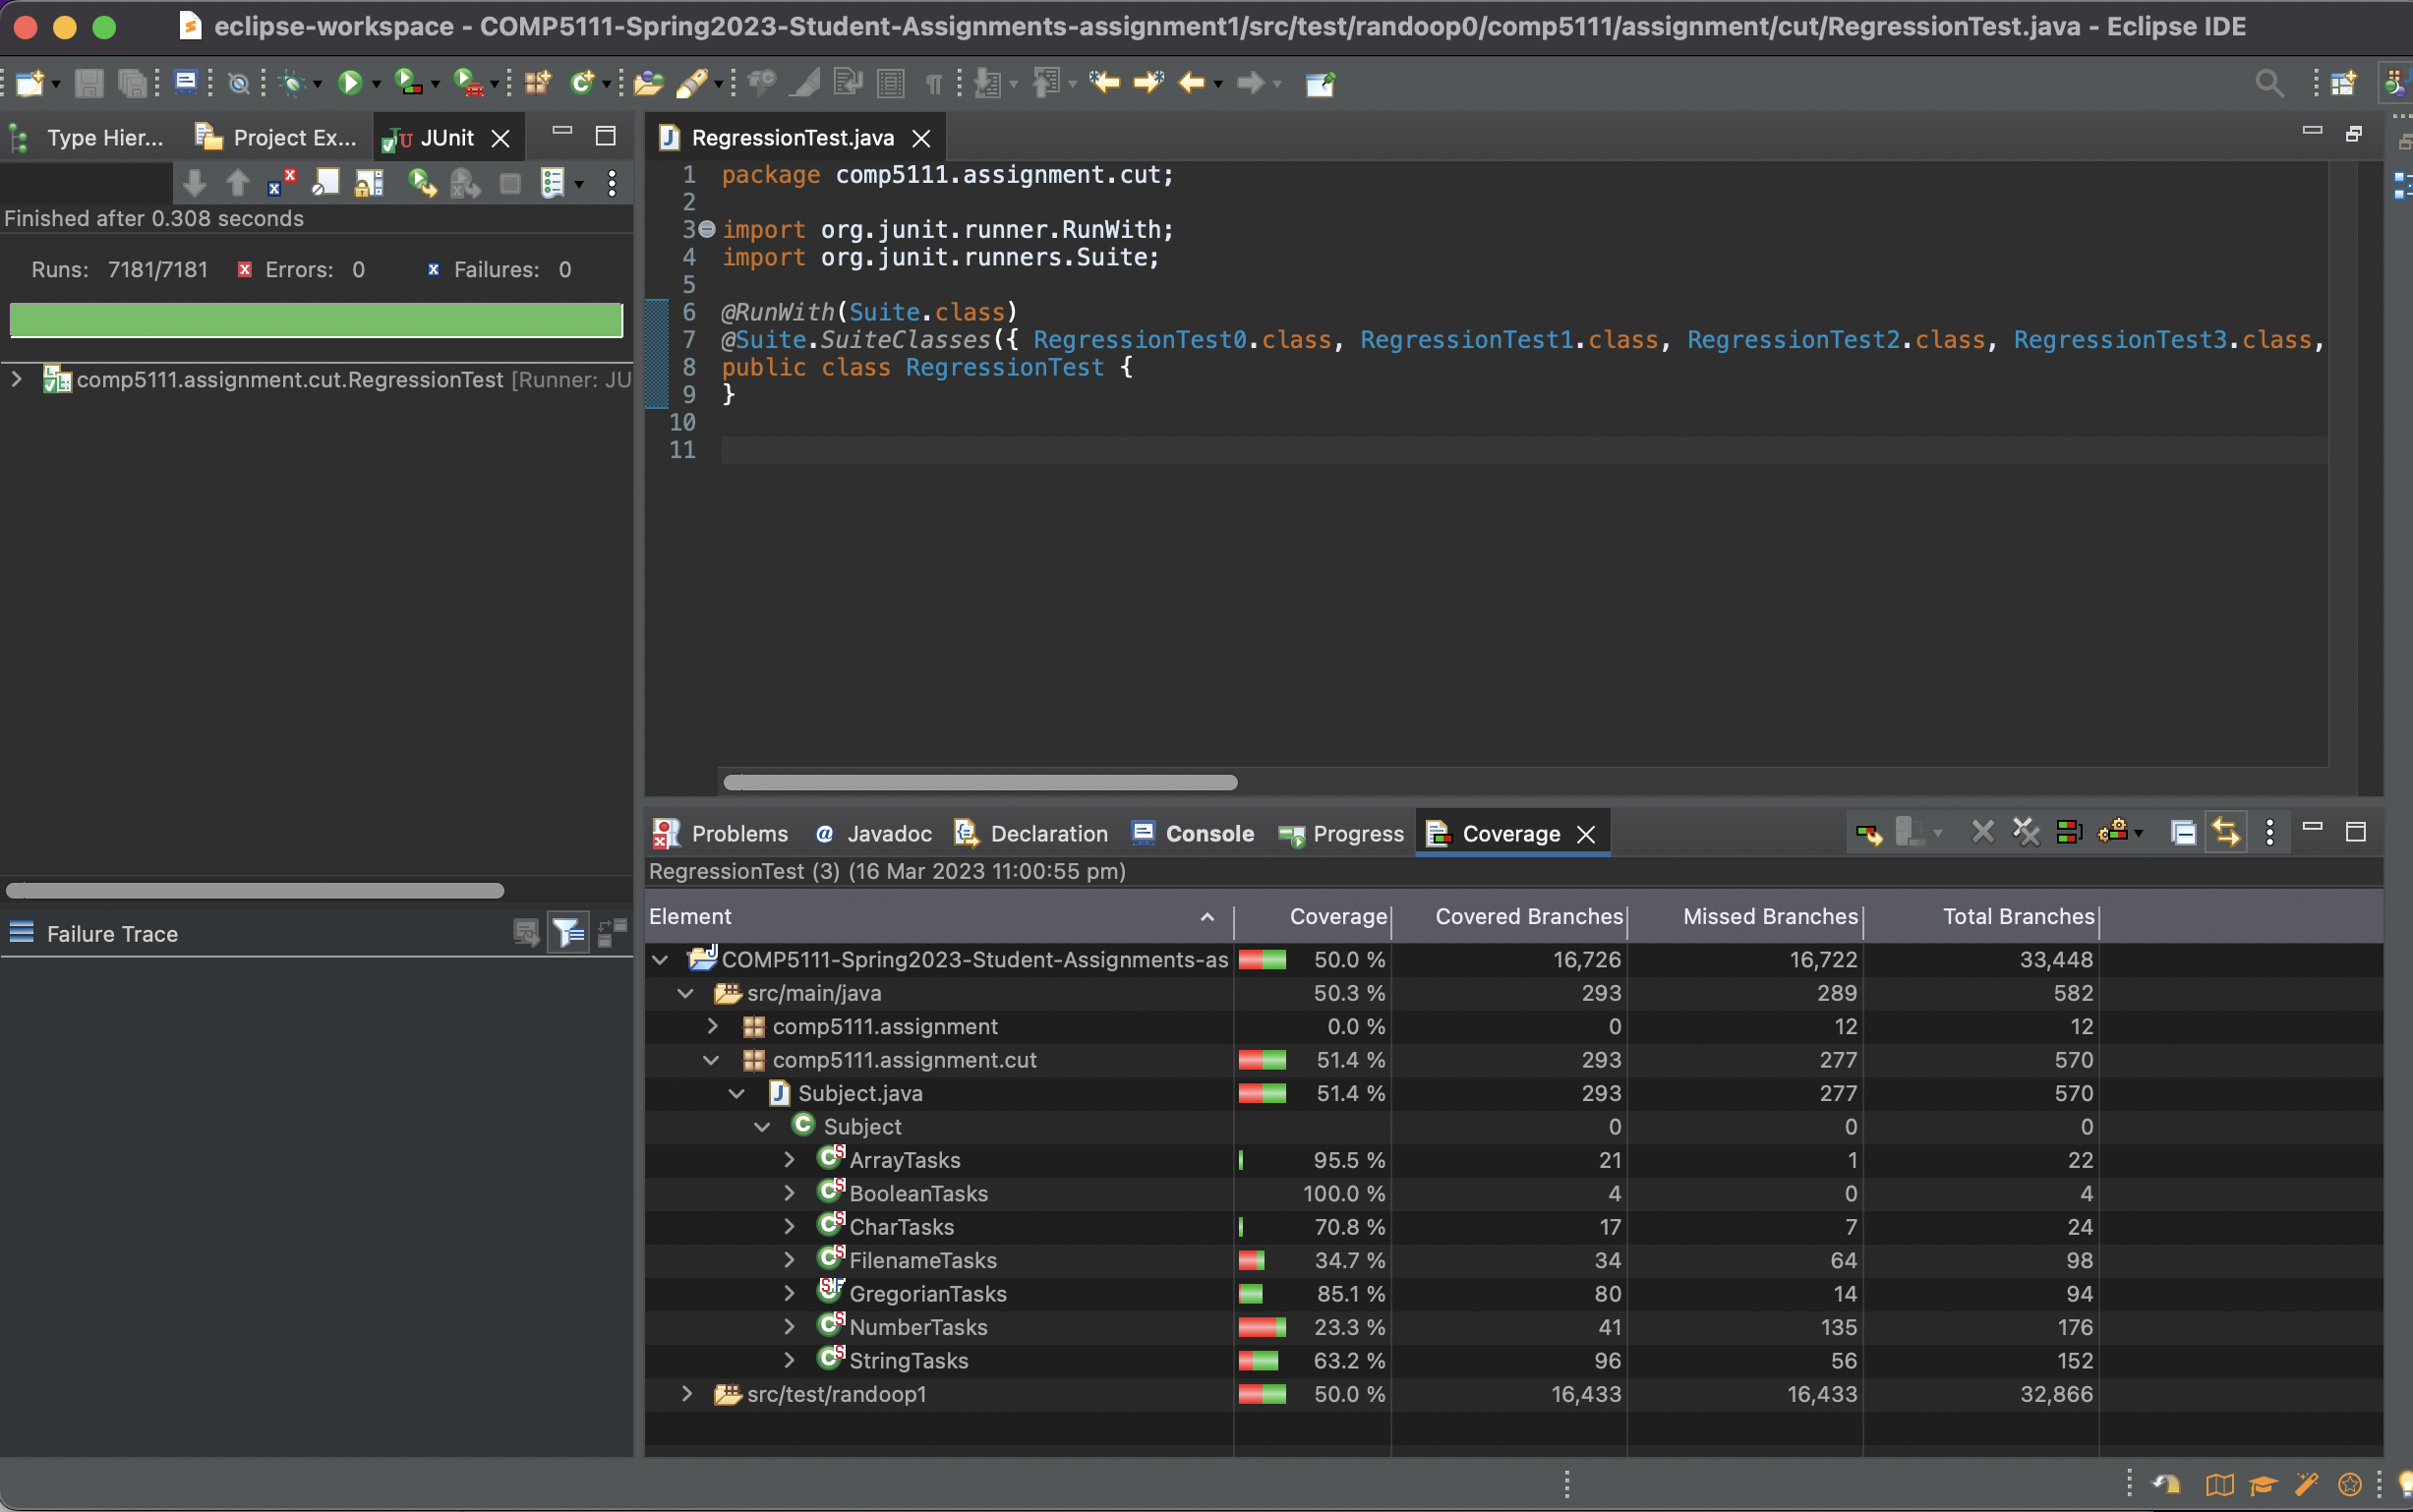 eclipse-workspace - COMP5111-Spring2023-Student-Assignments-assignment1/src/test/randoop0/comp5111/assignment/cut/RegressionTest.java - Eclipse IDE
Type Hier... Project Ex... JUnit
Finished after 0.308 seconds
Runs: 7181/7181 Errors: 0 Failures: 0
comp5111.assignment.cut.RegressionTest [Runner: JU
Failure Trace
RegressionTest.java
1 package comp5111.assignment.cut;
2
3 import org.junit.runner.RunWith;
4 import org.junit.runners.Suite;
5
6 @RunWith(Suite.class)
7 @Suite.SuiteClasses({ RegressionTest0.class, RegressionTest1.class, RegressionTest2.class, RegressionTest3.class,
8 public class RegressionTest {
9 }
10
11
Problems Javadoc Declaration Console Progress Coverage
RegressionTest (3) (16 Mar 2023 11:00:55 pm)
Element Coverage Covered Branches Missed Branches Total Branches
COMP5111-Spring2023-Student-Assignments-as 50.0 % 16,726 16,722 33,448
src/main/java 50.3 % 293 289 582
comp5111.assignment 0.0 % 0 12 12
comp5111.assignment.cut 51.4 % 293 277 570
Subject.java 51.4 % 293 277 570
Subject 0 0 0
ArrayTasks 95.5 % 21 1 22
BooleanTasks 100.0 % 4 0 4
CharTasks 70.8 % 17 7 24
FilenameTasks 34.7 % 34 64 98
GregorianTasks 85.1 % 80 14 94
NumberTasks 23.3 % 41 135 176
StringTasks 63.2 % 96 56 152
src/test/randoop1 50.0 % 16,433 16,433 32,866